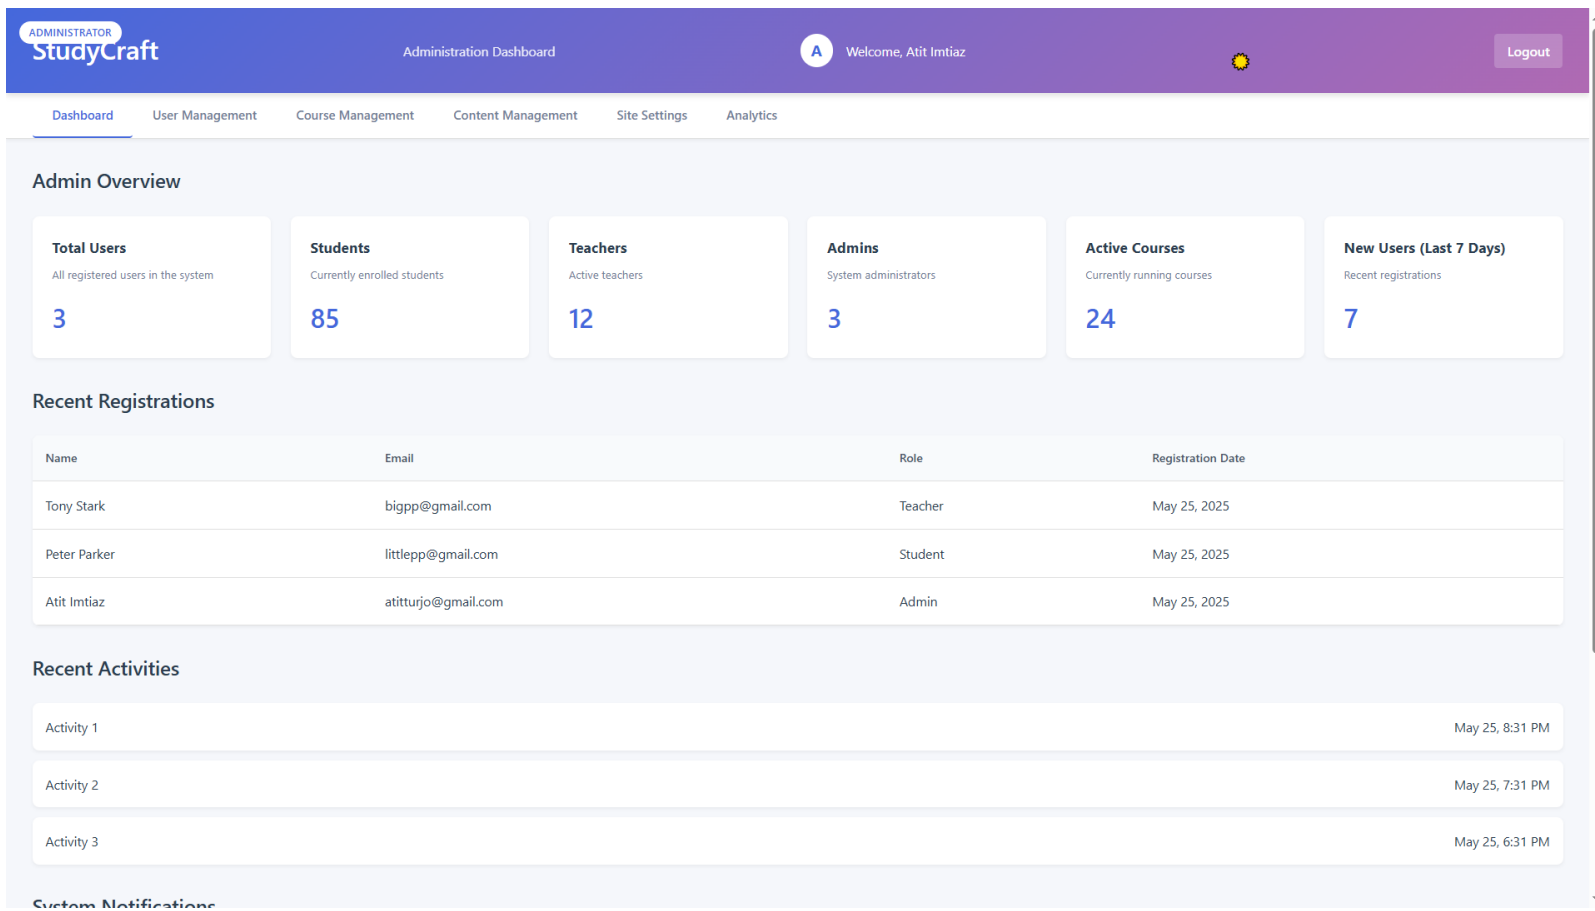 ADMINISTRATOR
StudyCraft
Administration Dashboard
A
Welcome, Atit Imtiaz
Logout
Dashboard
User Management
Course Management
Content Management
Site Settings
Analytics
Admin Overview
Total Users
All registered users in the system
3
Students
Currently enrolled students
85
Teachers
Active teachers
12
Admins
System administrators
3
Active Courses
Currently running courses
24
New Users (Last 7 Days)
Recent registrations
7
Recent Registrations
Name Email Role Registration Date
Tony Stark bigpp@gmail.com Teacher May 25, 2025
Peter Parker littlepp@gmail.com Student May 25, 2025
Atit Imtiaz atitturjo@gmail.com Admin May 25, 2025
Recent Activities
Activity 1 May 25, 8:31 PM
Activity 2 May 25, 7:31 PM
Activity 3 May 25, 6:31 PM
System Notifications